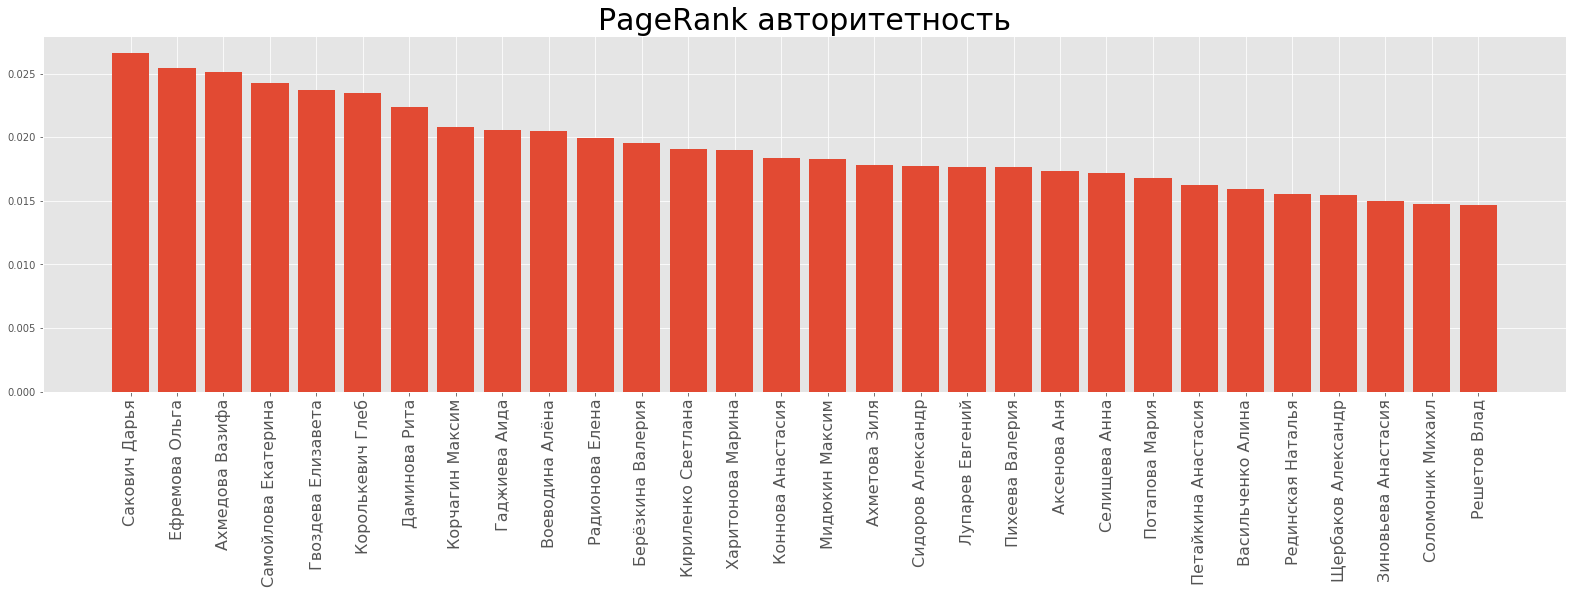 PageRank авторитетность
0.025
0.020
0.015
0.010
0.005
0.000
Сакович Дарья
Ефремова Ольга
Ахмедова Вазифа
Самойлова Екатерина
Гвоздева Елизавета
Королькевич Глеб
Даминова Рита
Корчагин Максим
Гаджиева Аида
Воеводина Алёна
Радионова Елена
Берёзкина Валерия
Кириленко Светлана
Харитонова Марина
Коннова Анастасия
Мидюкин Максим
Ахметова Зиля
Сидоров Александр
Лупарев Евгений
Пихеева Валерия
Аксенова Аня
Селищева Анна
Потапова Мария
Петайкина Анастасия
Васильченко Алина
Рединская Наталья
Щербаков Александр
Зиновьева Анастасия
Соломоник Михаил
Решетов Влад